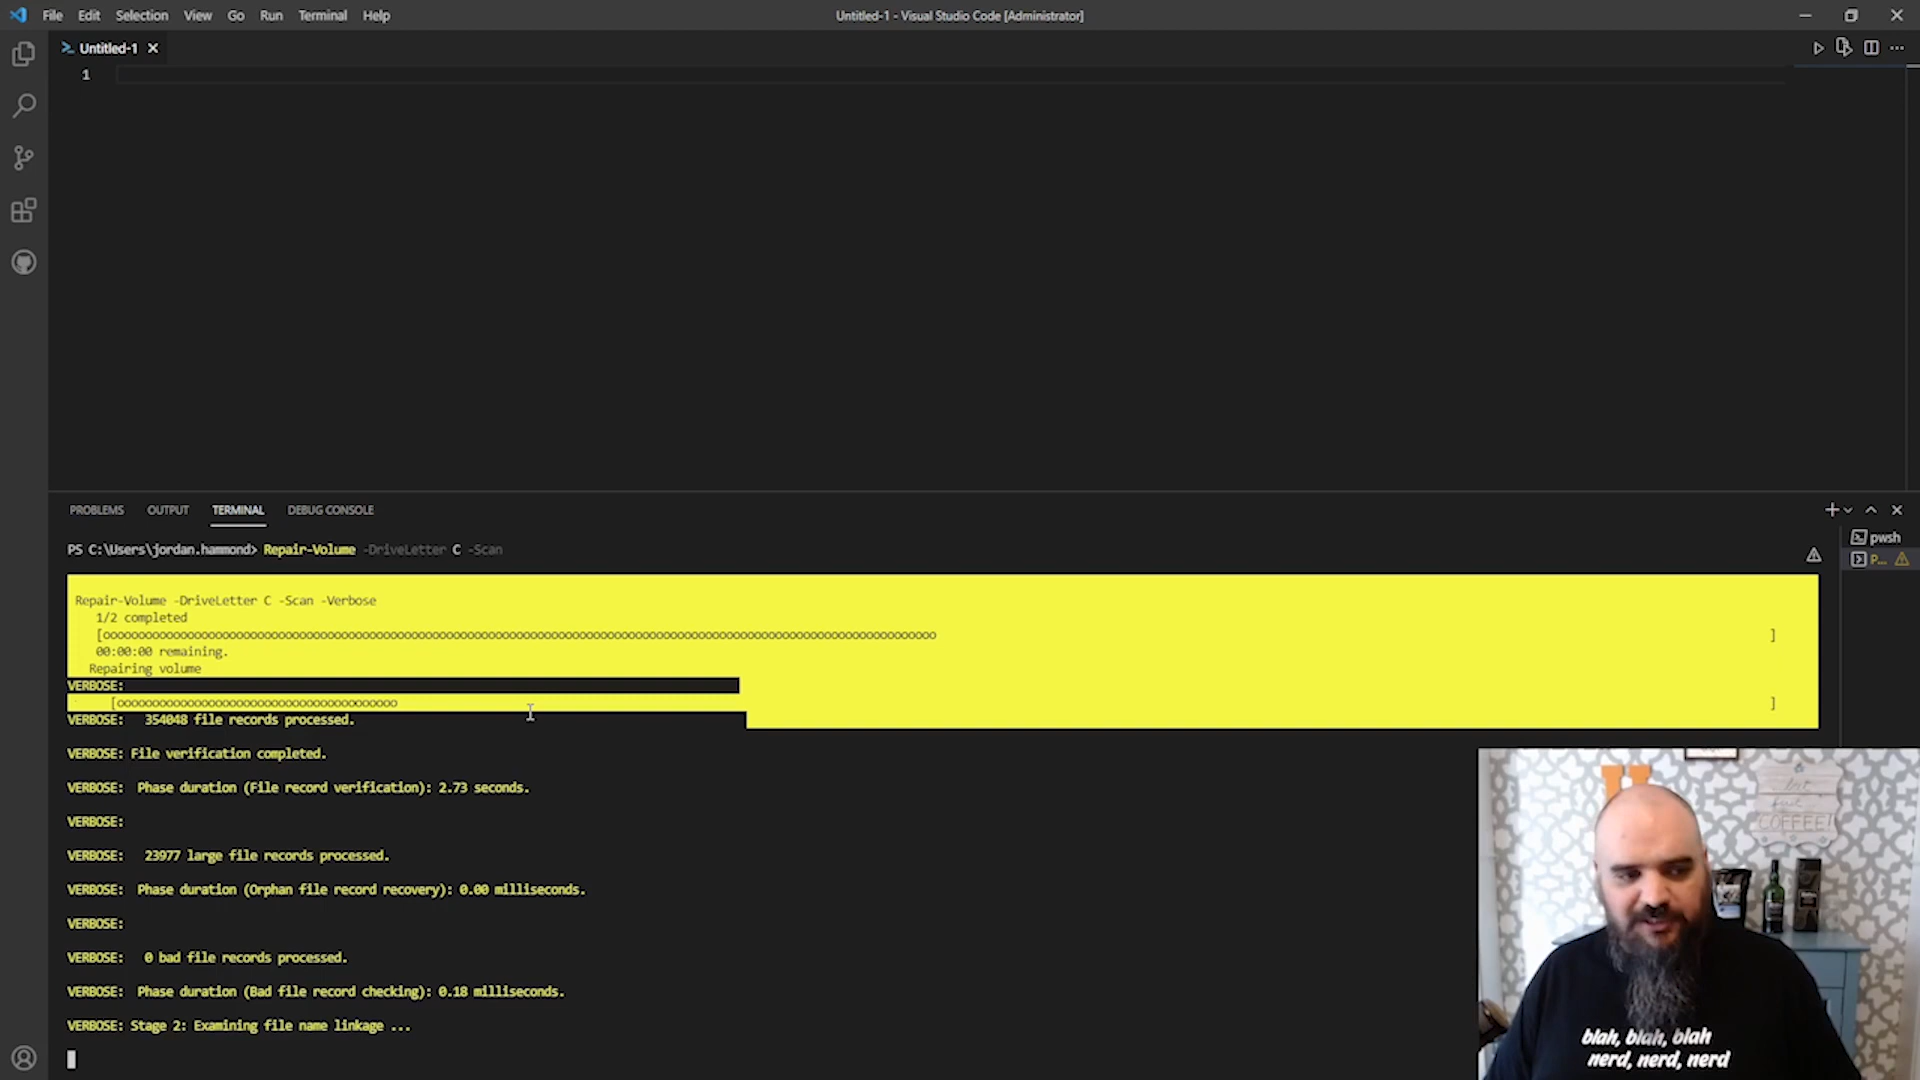 File Edit Selection View Go Run Terminal Help
Untitled-1 - Visual Studio Code [Administrator]
Untitled-1
1
PROBLEMS OUTPUT TERMINAL DEBUG CONSOLE
PS C:\Users\jordan.hammond> Repair-Volume -DriveLetter C -Scan
pwsh
P...
Repair-Volume -DriveLetter C -Scan -Verbose
1/2 completed
[ooooooooooooooooooooooooooooooooooooooooooooooooooooooooooooooooooooooooooooooooooooooooooooooooooooooooooooooooooooooo ]
00:00:00 remaining.
Repairing volume
VERBOSE:
[oooooooooooooooooooooooooooooooooooooooo ]
VERBOSE: 354048 file records processed.
VERBOSE: File verification completed.
VERBOSE: Phase duration (File record verification): 2.73 seconds.
VERBOSE:
VERBOSE: 23977 large file records processed.
VERBOSE: Phase duration (Orphan file record recovery): 0.00 milliseconds.
VERBOSE:
VERBOSE: 0 bad file records processed.
VERBOSE: Phase duration (Bad file record checking): 0.18 milliseconds.
VERBOSE: Stage 2: Examining file name linkage ...
but
first
COFFEE!
blah, blah, blah
nerd, nerd, nerd